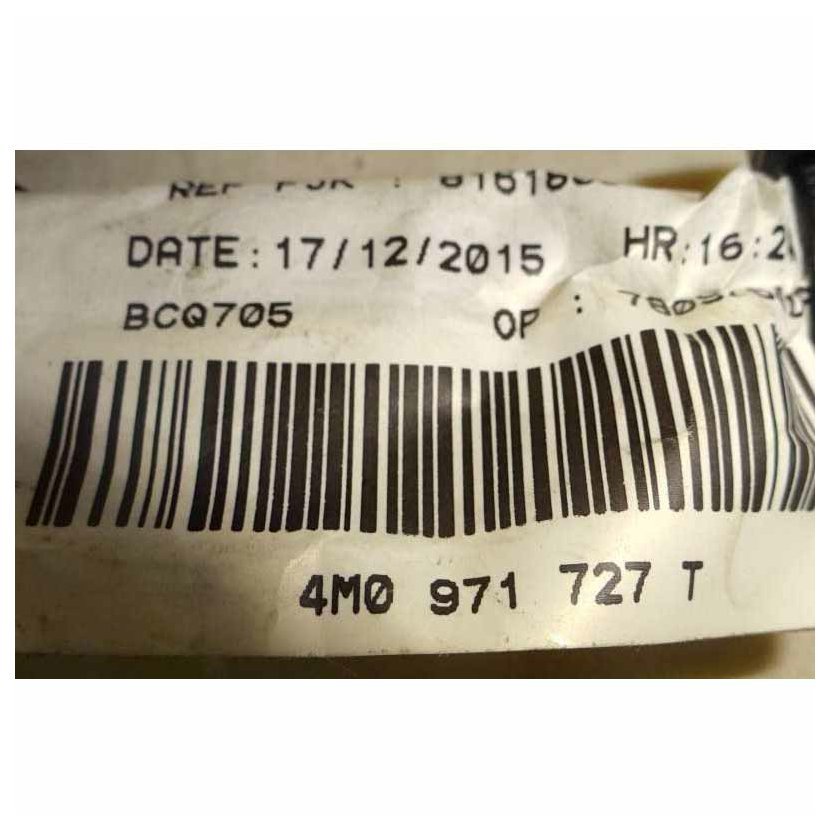 DATE: 17/12/2015 HR:16:2
BCQ705 OP :
4M0 971 727 T